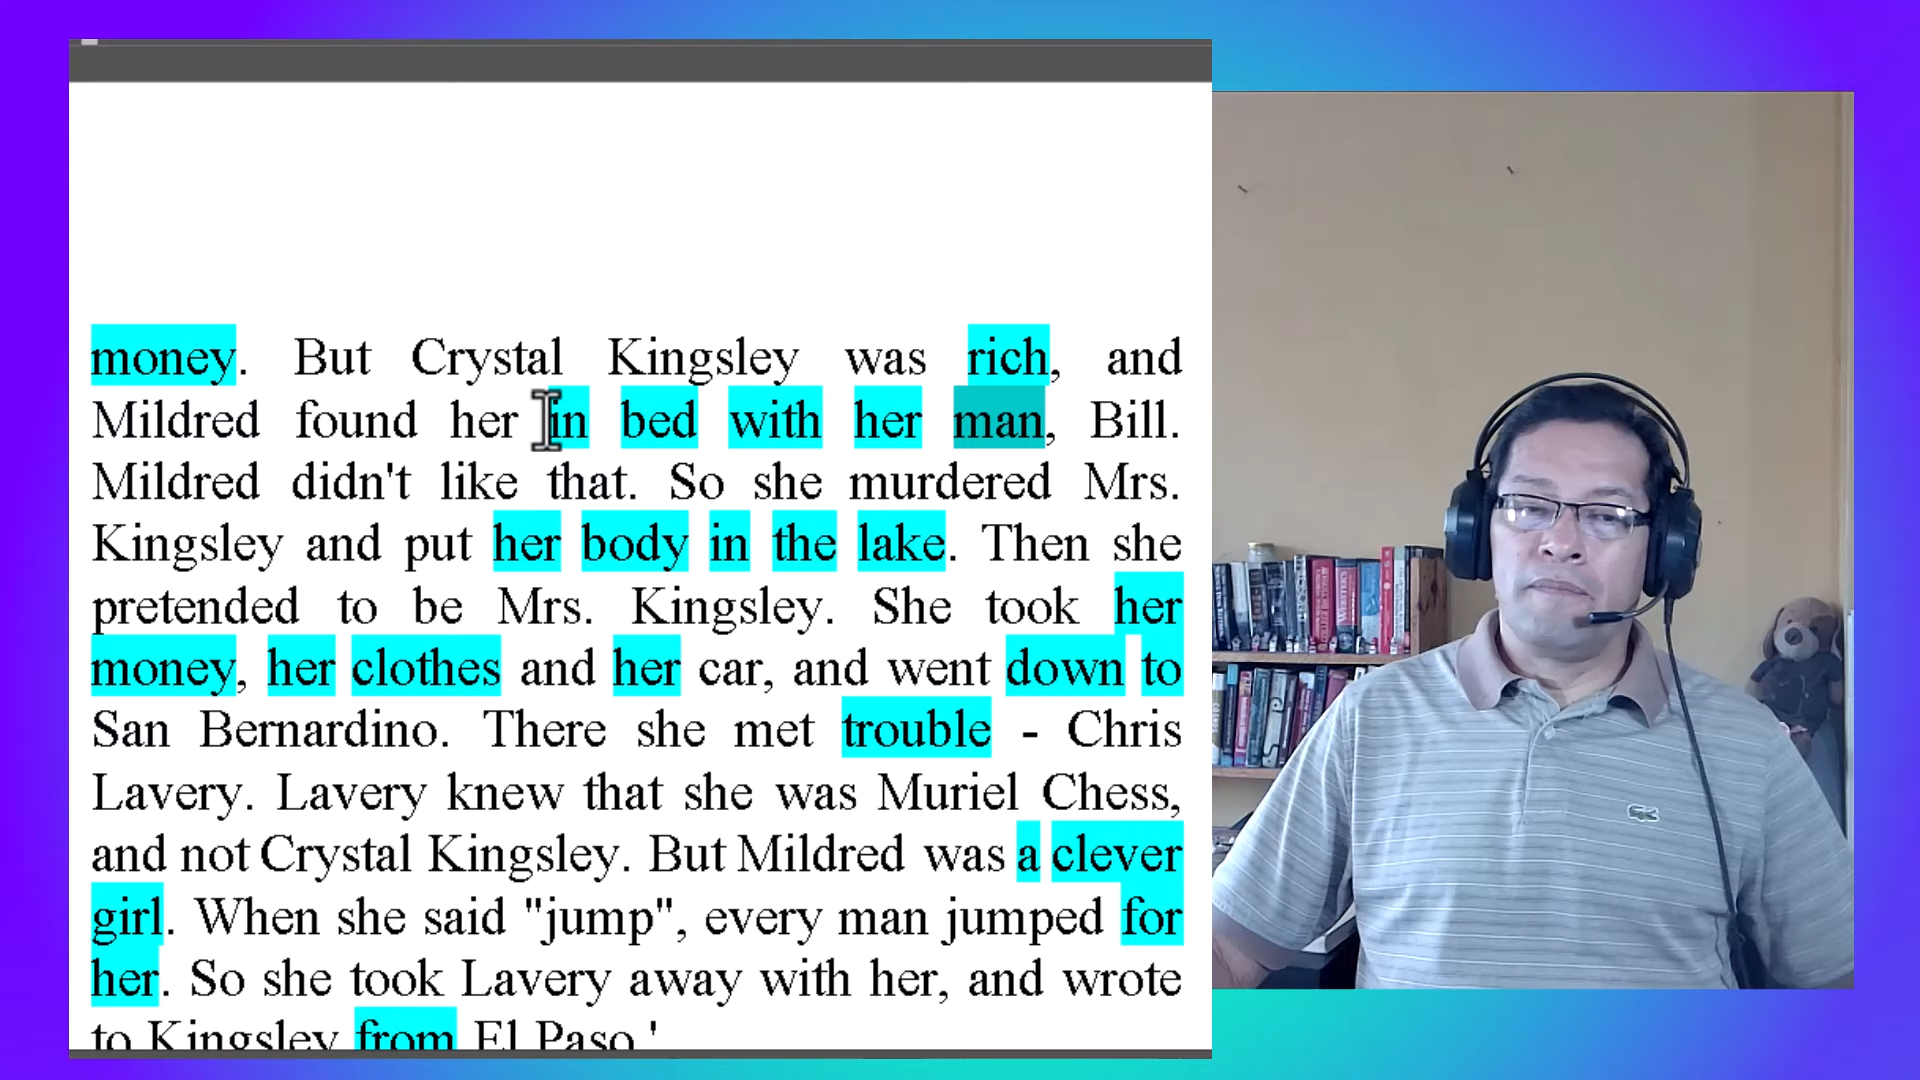 money. But Crystal Kingsley was rich, and
Mildred found her in bed with her man, Bill.
Mildred didn't like that. So she murdered Mrs.
Kingsley and put her body in the lake. Then she
pretended to be Mrs. Kingsley. She took her
money, her clothes and her car, and went down to
San Bernardino. There she met trouble - Chris
Lavery. Lavery knew that she was Muriel Chess,
and not Crystal Kingsley. But Mildred was a clever
girl. When she said "jump", every man jumped for
her. So she took Lavery away with her, and wrote
to Kingsley from El Paso.'